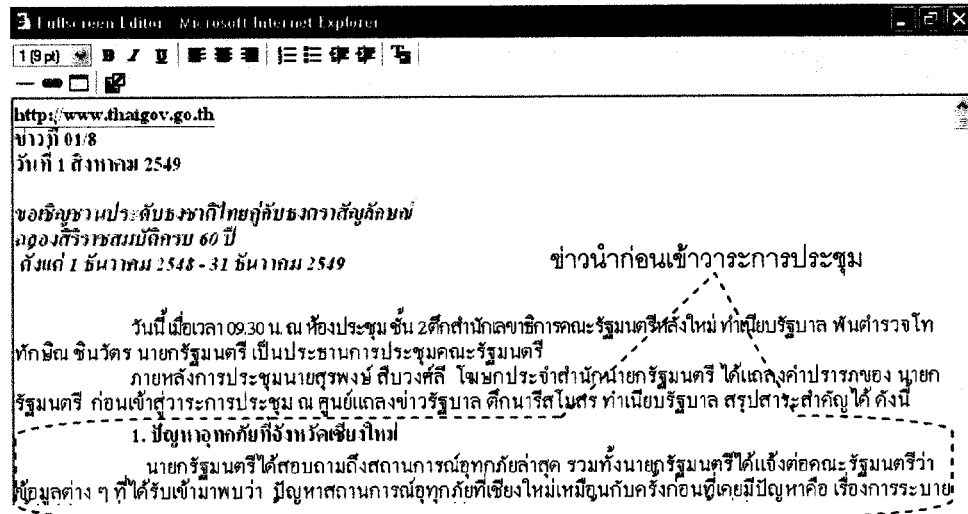 Fullscreen Editor - Microsoft Internet Explorer
1 (9 pt) B I U
http://www.thaigov.go.th
ข่าวที่ 01/8
วันที่ 1 สิงหาคม 2549
ขอเชิญชวนประดับธงชาติไทยคู่กับธงตราสัญลักษณ์
ฉลองสิริราชสมบัติครบ 60 ปี
ตั้งแต่ 1 ธันวาคม 2548 - 31 ธันวาคม 2549
ข่าวนำก่อนเข้าวาระการประชุม
วันนี้ เมื่อเวลา 09.30 น. ณ ห้องประชุม ชั้น 2 ตึกสำนักเลขาธิการคณะรัฐมนตรีหลังใหม่ ทำเนียบรัฐบาล พันตำรวจโท
ทักษิณ ชินวัตร นายกรัฐมนตรี เป็นประธานการประชุมคณะรัฐมนตรี
ภายหลังการประชุมนายสุรพงษ์ สืบวงศ์ลี โฆษกประจำสำนักนายกรัฐมนตรี ได้แถลงคำปรารภของ นายก
รัฐมนตรี ก่อนเข้าสู่วาระการประชุม ณ ศูนย์แถลงข่าวรัฐบาล ตึกนารีสโมสร ทำเนียบรัฐบาล สรุปสาระสำคัญได้ ดังนี้
1. ปัญหาอุทกภัยที่จังหวัดเชียงใหม่
นายกรัฐมนตรีได้สอบถามถึงสถานการณ์อุทกภัยล่าสุด รวมทั้งนายกรัฐมนตรีได้แจ้งต่อคณะรัฐมนตรีว่า
ข้อมูลต่าง ๆ ที่ได้รับเข้ามาพบว่า ปัญหาสถานการณ์อุทกภัยที่เชียงใหม่เหมือนกับครั้งก่อนที่เคยมีปัญหาคือ เรื่องการระบาย